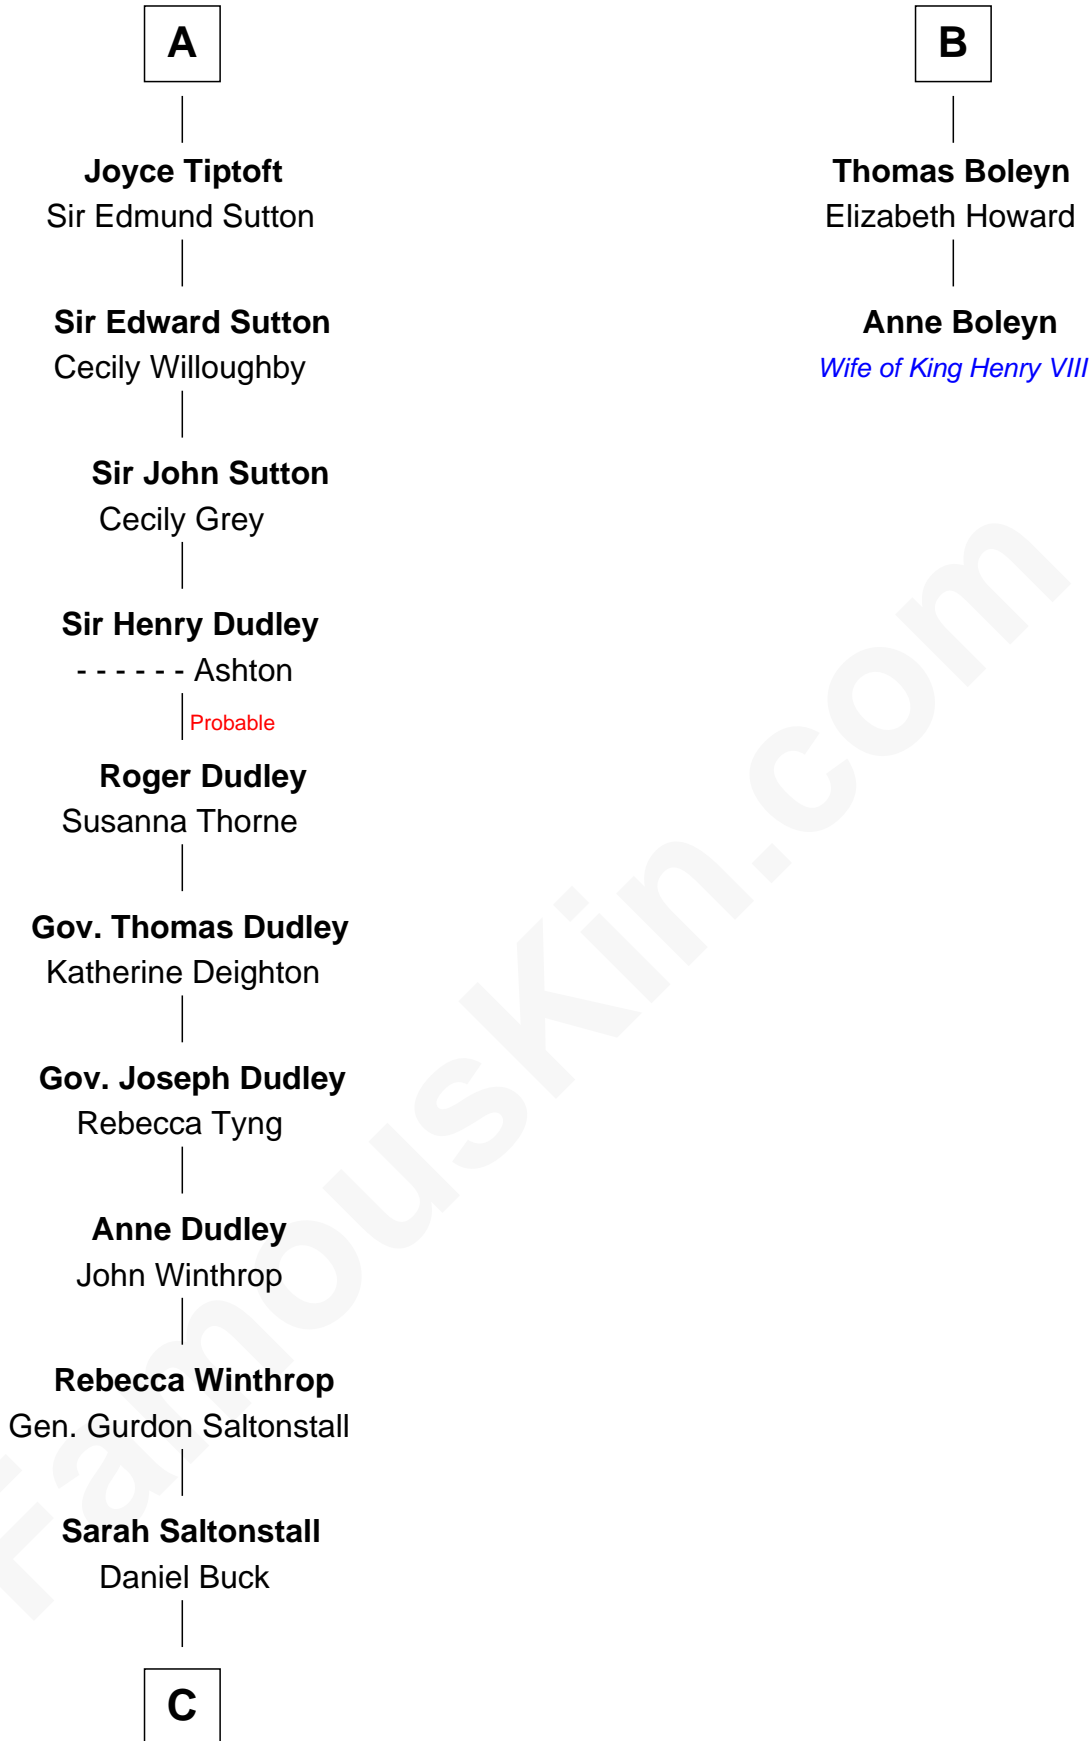 A
Joyce Tiptoft
Sir Edmund Sutton
Sir Edward Sutton
Cecily Willoughby
Sir John Sutton
Cecily Grey
Sir Henry Dudley
- - - - - - Ashton
Probable
Roger Dudley
Susanna Thorne
Gov. Thomas Dudley
Katherine Deighton
Gov. Joseph Dudley
Rebecca Tyng
Anne Dudley
John Winthrop
Rebecca Winthrop
Gen. Gurdon Saltonstall
Sarah Saltonstall
Daniel Buck
C
B
Thomas Boleyn
Elizabeth Howard
Anne Boleyn
Wife of King Henry VIII
FamousKin.com